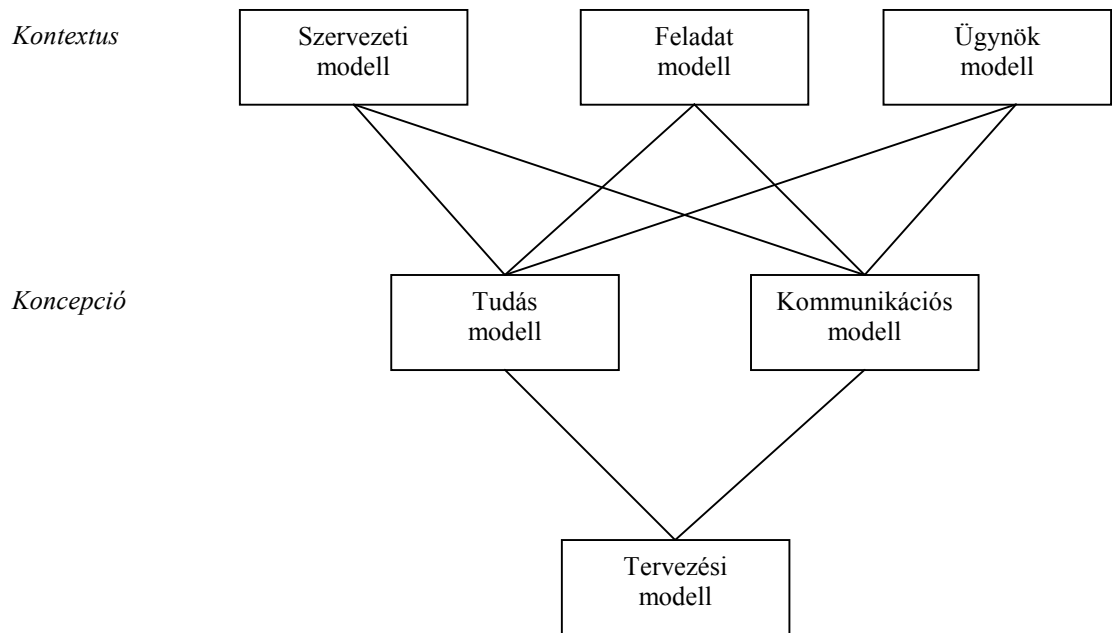 Kontextus
Szervezeti
modell
Feladat
modell
Ügynök
modell
Koncepció
Tudás
modell
Kommunikációs
modell
Tervezési
modell